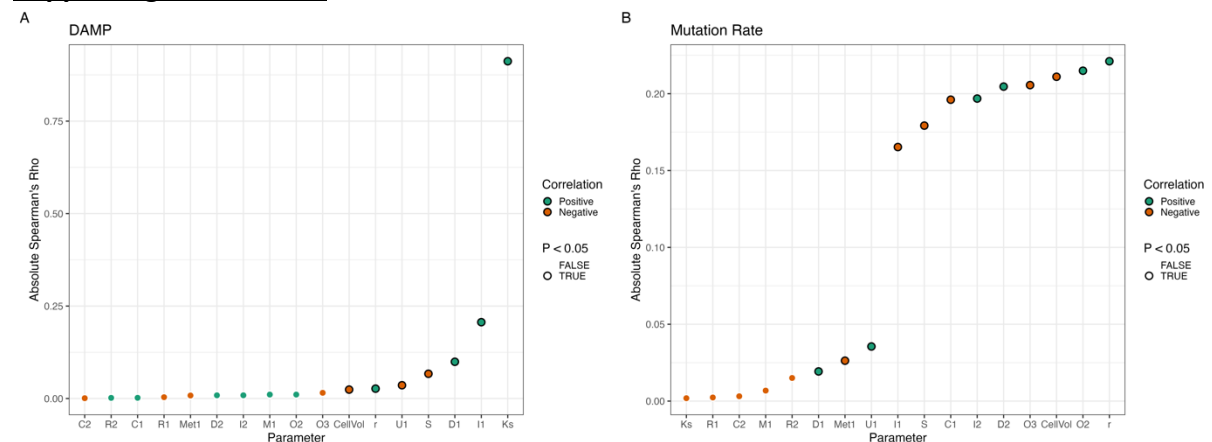 A
DAMP
Absolute Spearman's Rho
0.75
0.50
0.25
0.00
C2 R2 C1 R1 Met1 D2 I2 M1 O2 O3 CellVol r U1 S D1 I1 Ks
Parameter
Correlation
Positive
Negative
P < 0.05
FALSE
TRUE
B
Mutation Rate
Absolute Spearman's Rho
0.20
0.15
0.10
0.05
0.00
Ks R1 C2 M1 R2 D1 Met1 U1 I1 S C1 I2 D2 O3 CellVol O2 r
Parameter
Correlation
Positive
Negative
P < 0.05
FALSE
TRUE